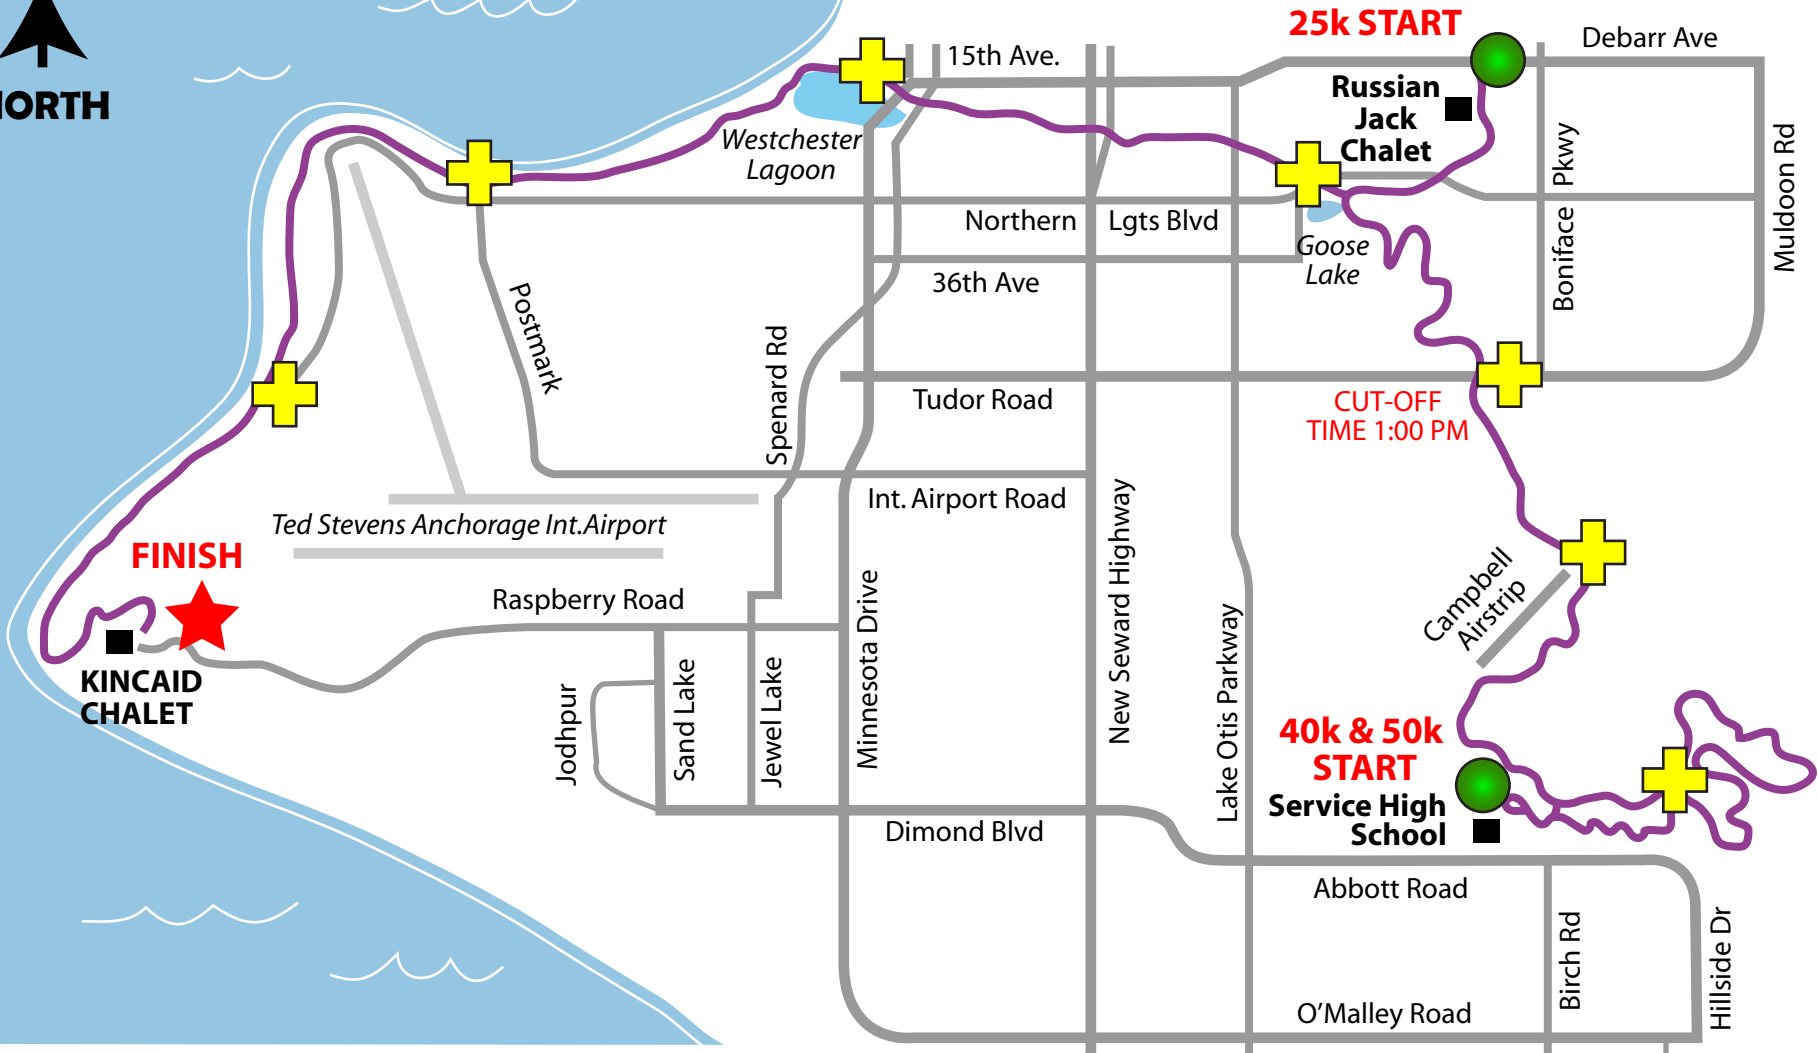 NORTH
25k START
Debarr Ave
15th Ave.
Russian
Jack
Chalet
Westchester
Lagoon
Pkwy
Boniface
Muldoon Rd
Northern
Lgts Blvd
Goose
Lake
36th Ave
Postmark
Spenard Rd
Tudor Road
CUT-OFF
TIME 1:00 PM
Int. Airport Road
Ted Stevens Anchorage Int.Airport
FINISH
New Seward Highway
Campbell
Airstrip
Raspberry Road
Minnesota Drive
Lake Otis Parkway
KINCAID
CHALET
Jodhpur
Sand Lake
Jewel Lake
40k & 50k
START
Service High
School
Dimond Blvd
Abbott Road
Birch Rd
Hillside Dr
O'Malley Road